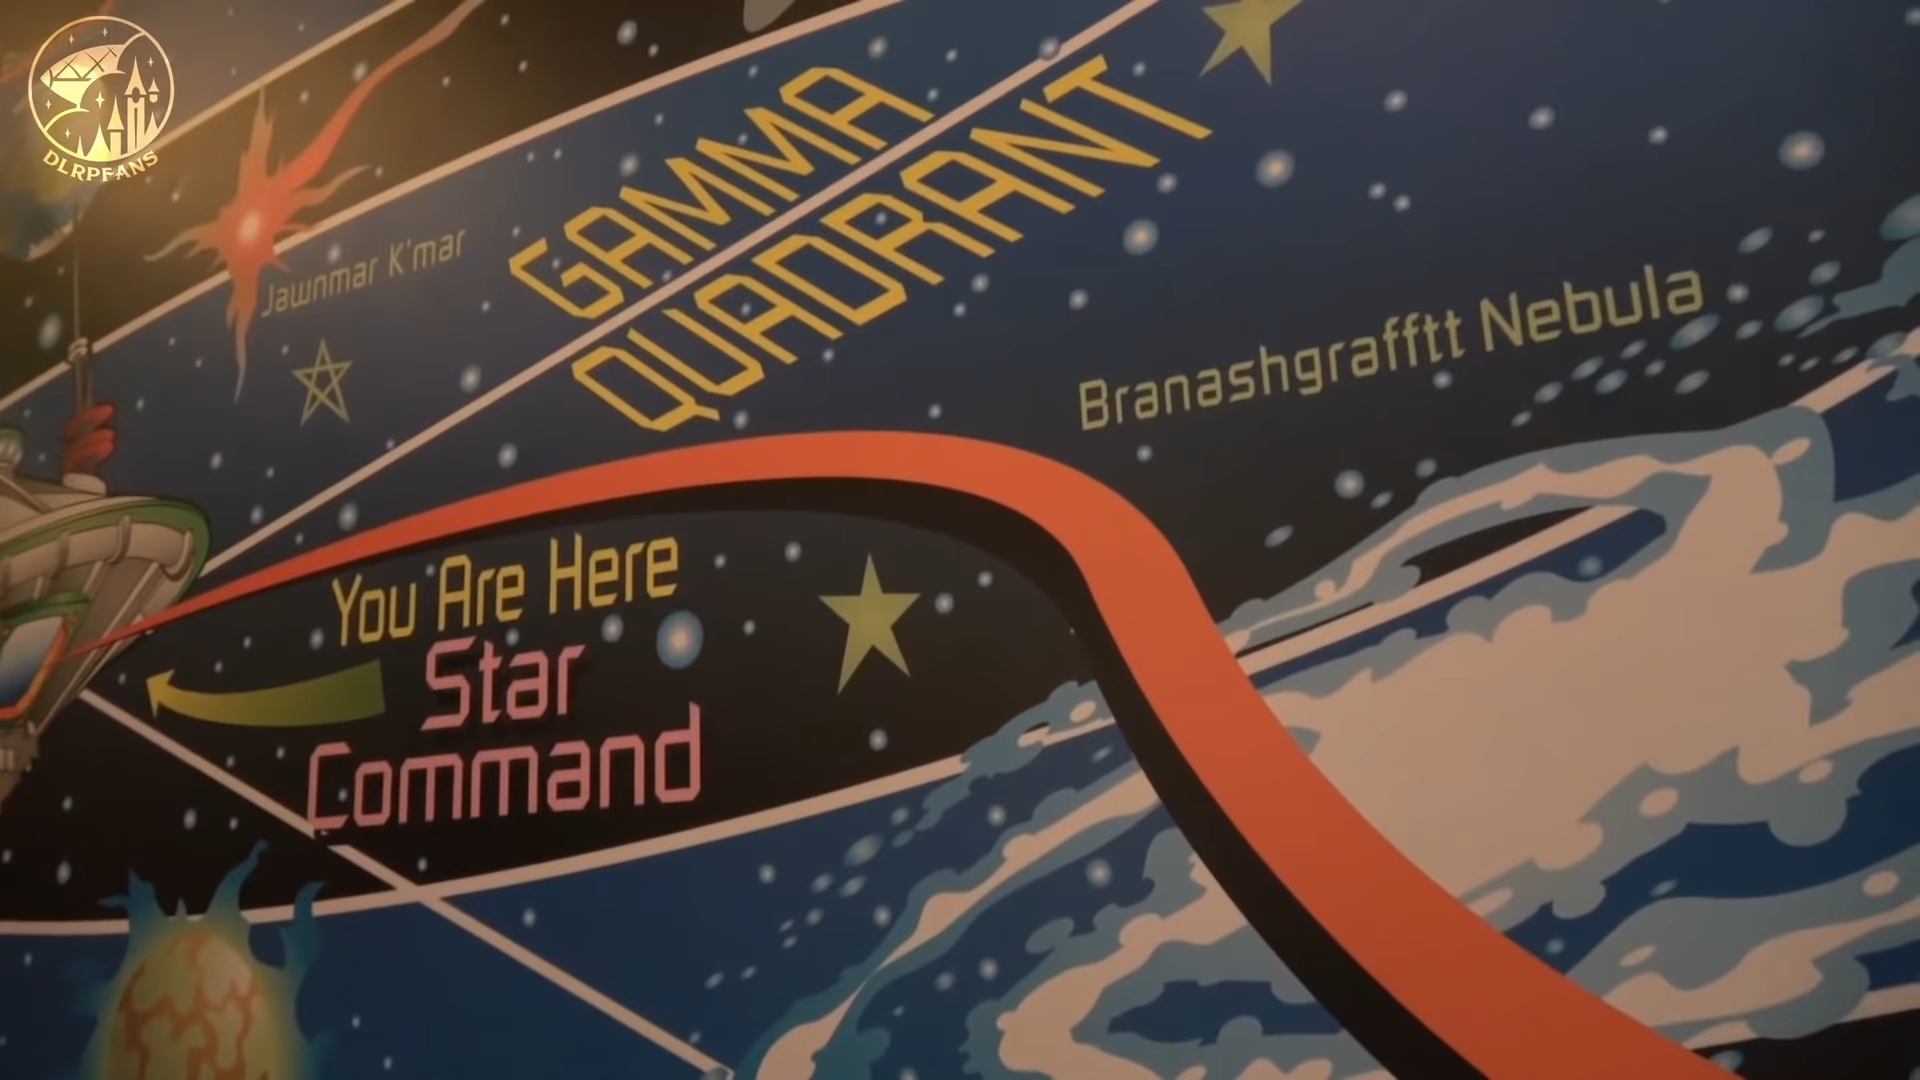 DLRPFANS
GAMMA
QUADRANT
Jawnmar K'mar
Branashgrafftt Nebula
You Are Here
Star
Command